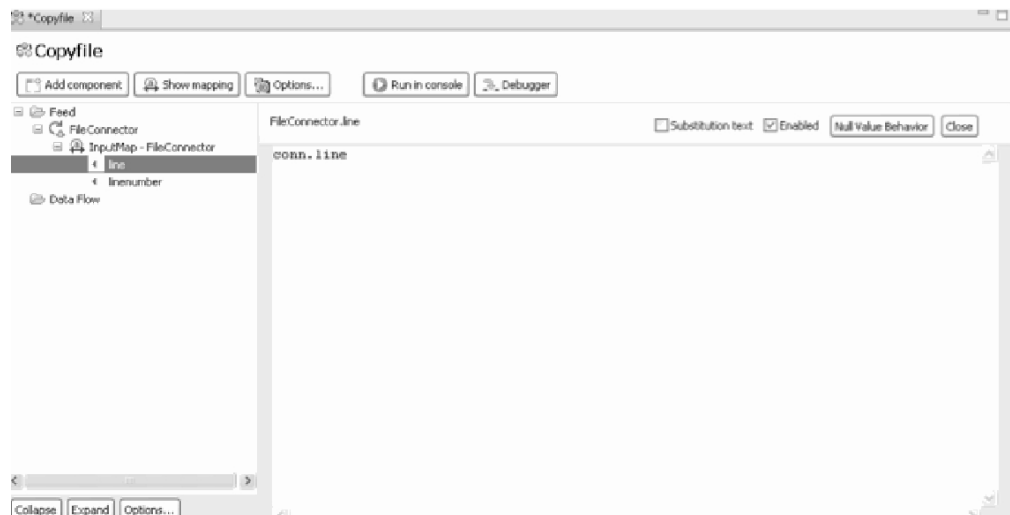 *Copyfile
Copyfile
Add component Show mapping Options... Run in console Debugger
Feed
FileConnector
InputMap - FileConnector
line
linenumber
Data Flow
FileConnector.line Substitution text Enabled Null Value Behavior Close
conn.line
Collapse Expand Options...